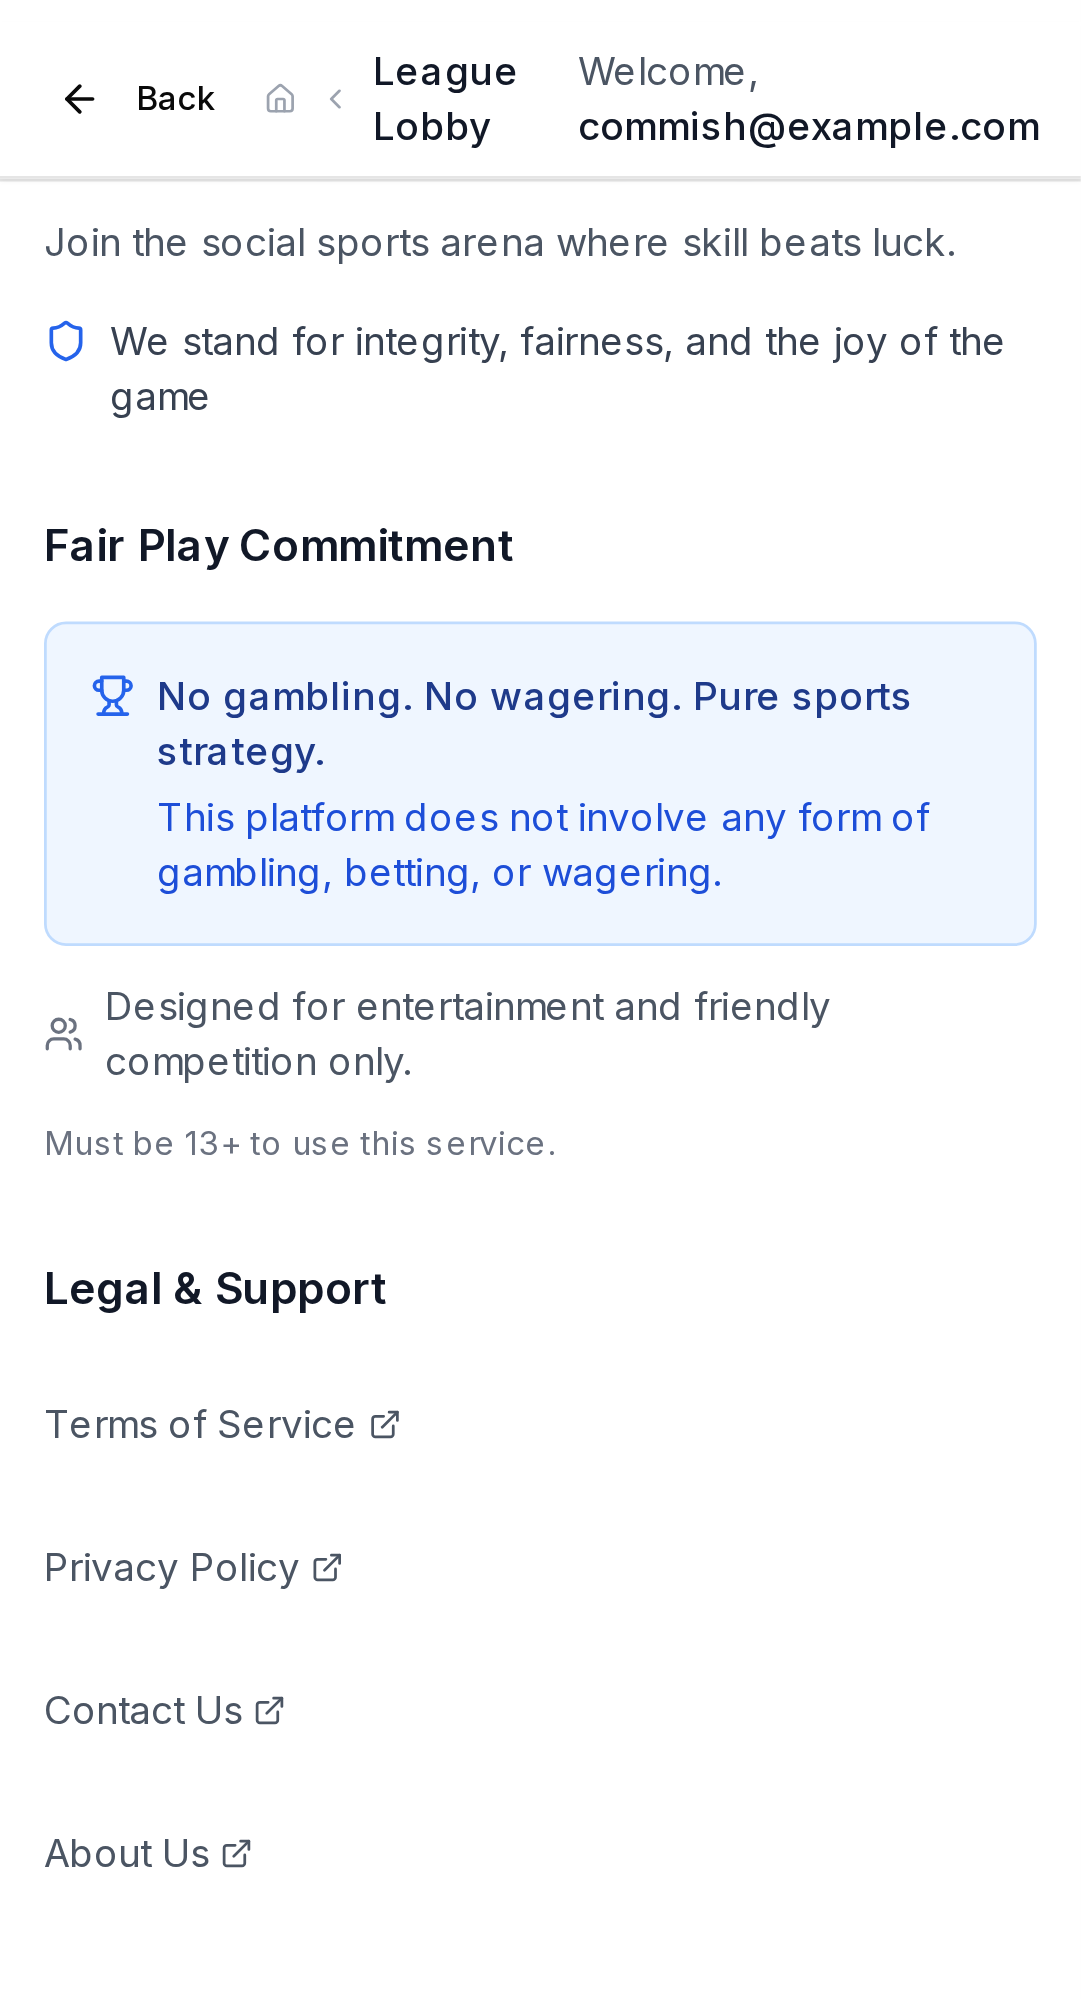 Back
League
Lobby
Welcome,
commish@example.com
Join the social sports arena where skill beats luck.
We stand for integrity, fairness, and the joy of the
game
Fair Play Commitment
No gambling. No wagering. Pure sports
strategy.
This platform does not involve any form of
gambling, betting, or wagering.
Designed for entertainment and friendly
competition only.
Must be 13+ to use this service.
Legal & Support
Terms of Service
Privacy Policy
Contact Us
About Us